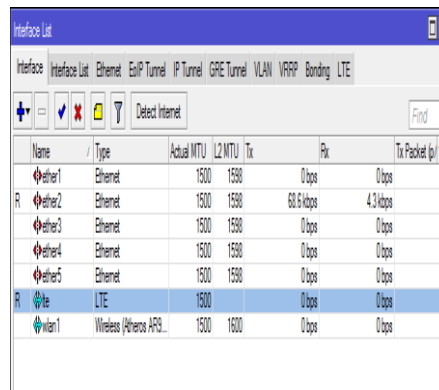 Interface List
Interface Interface List Ethernet EoIP Tunnel IP Tunnel GRE Tunnel VLAN VRRP Bonding LTE
Detect Internet Find
Name / Type Actual MTU L2 MTU Tx Rx Tx Packet (p/
ether1 Ethernet 1500 1598 0 bps 0 bps
R ether2 Ethernet 1500 1598 68.6 kbps 4.3 kbps
ether3 Ethernet 1500 1598 0 bps 0 bps
ether4 Ethernet 1500 1598 0 bps 0 bps
ether5 Ethernet 1500 1598 0 bps 0 bps
R lte LTE 1500 0 bps 0 bps
wlan1 Wireless (Atheros AR9... 1500 1600 0 bps 0 bps